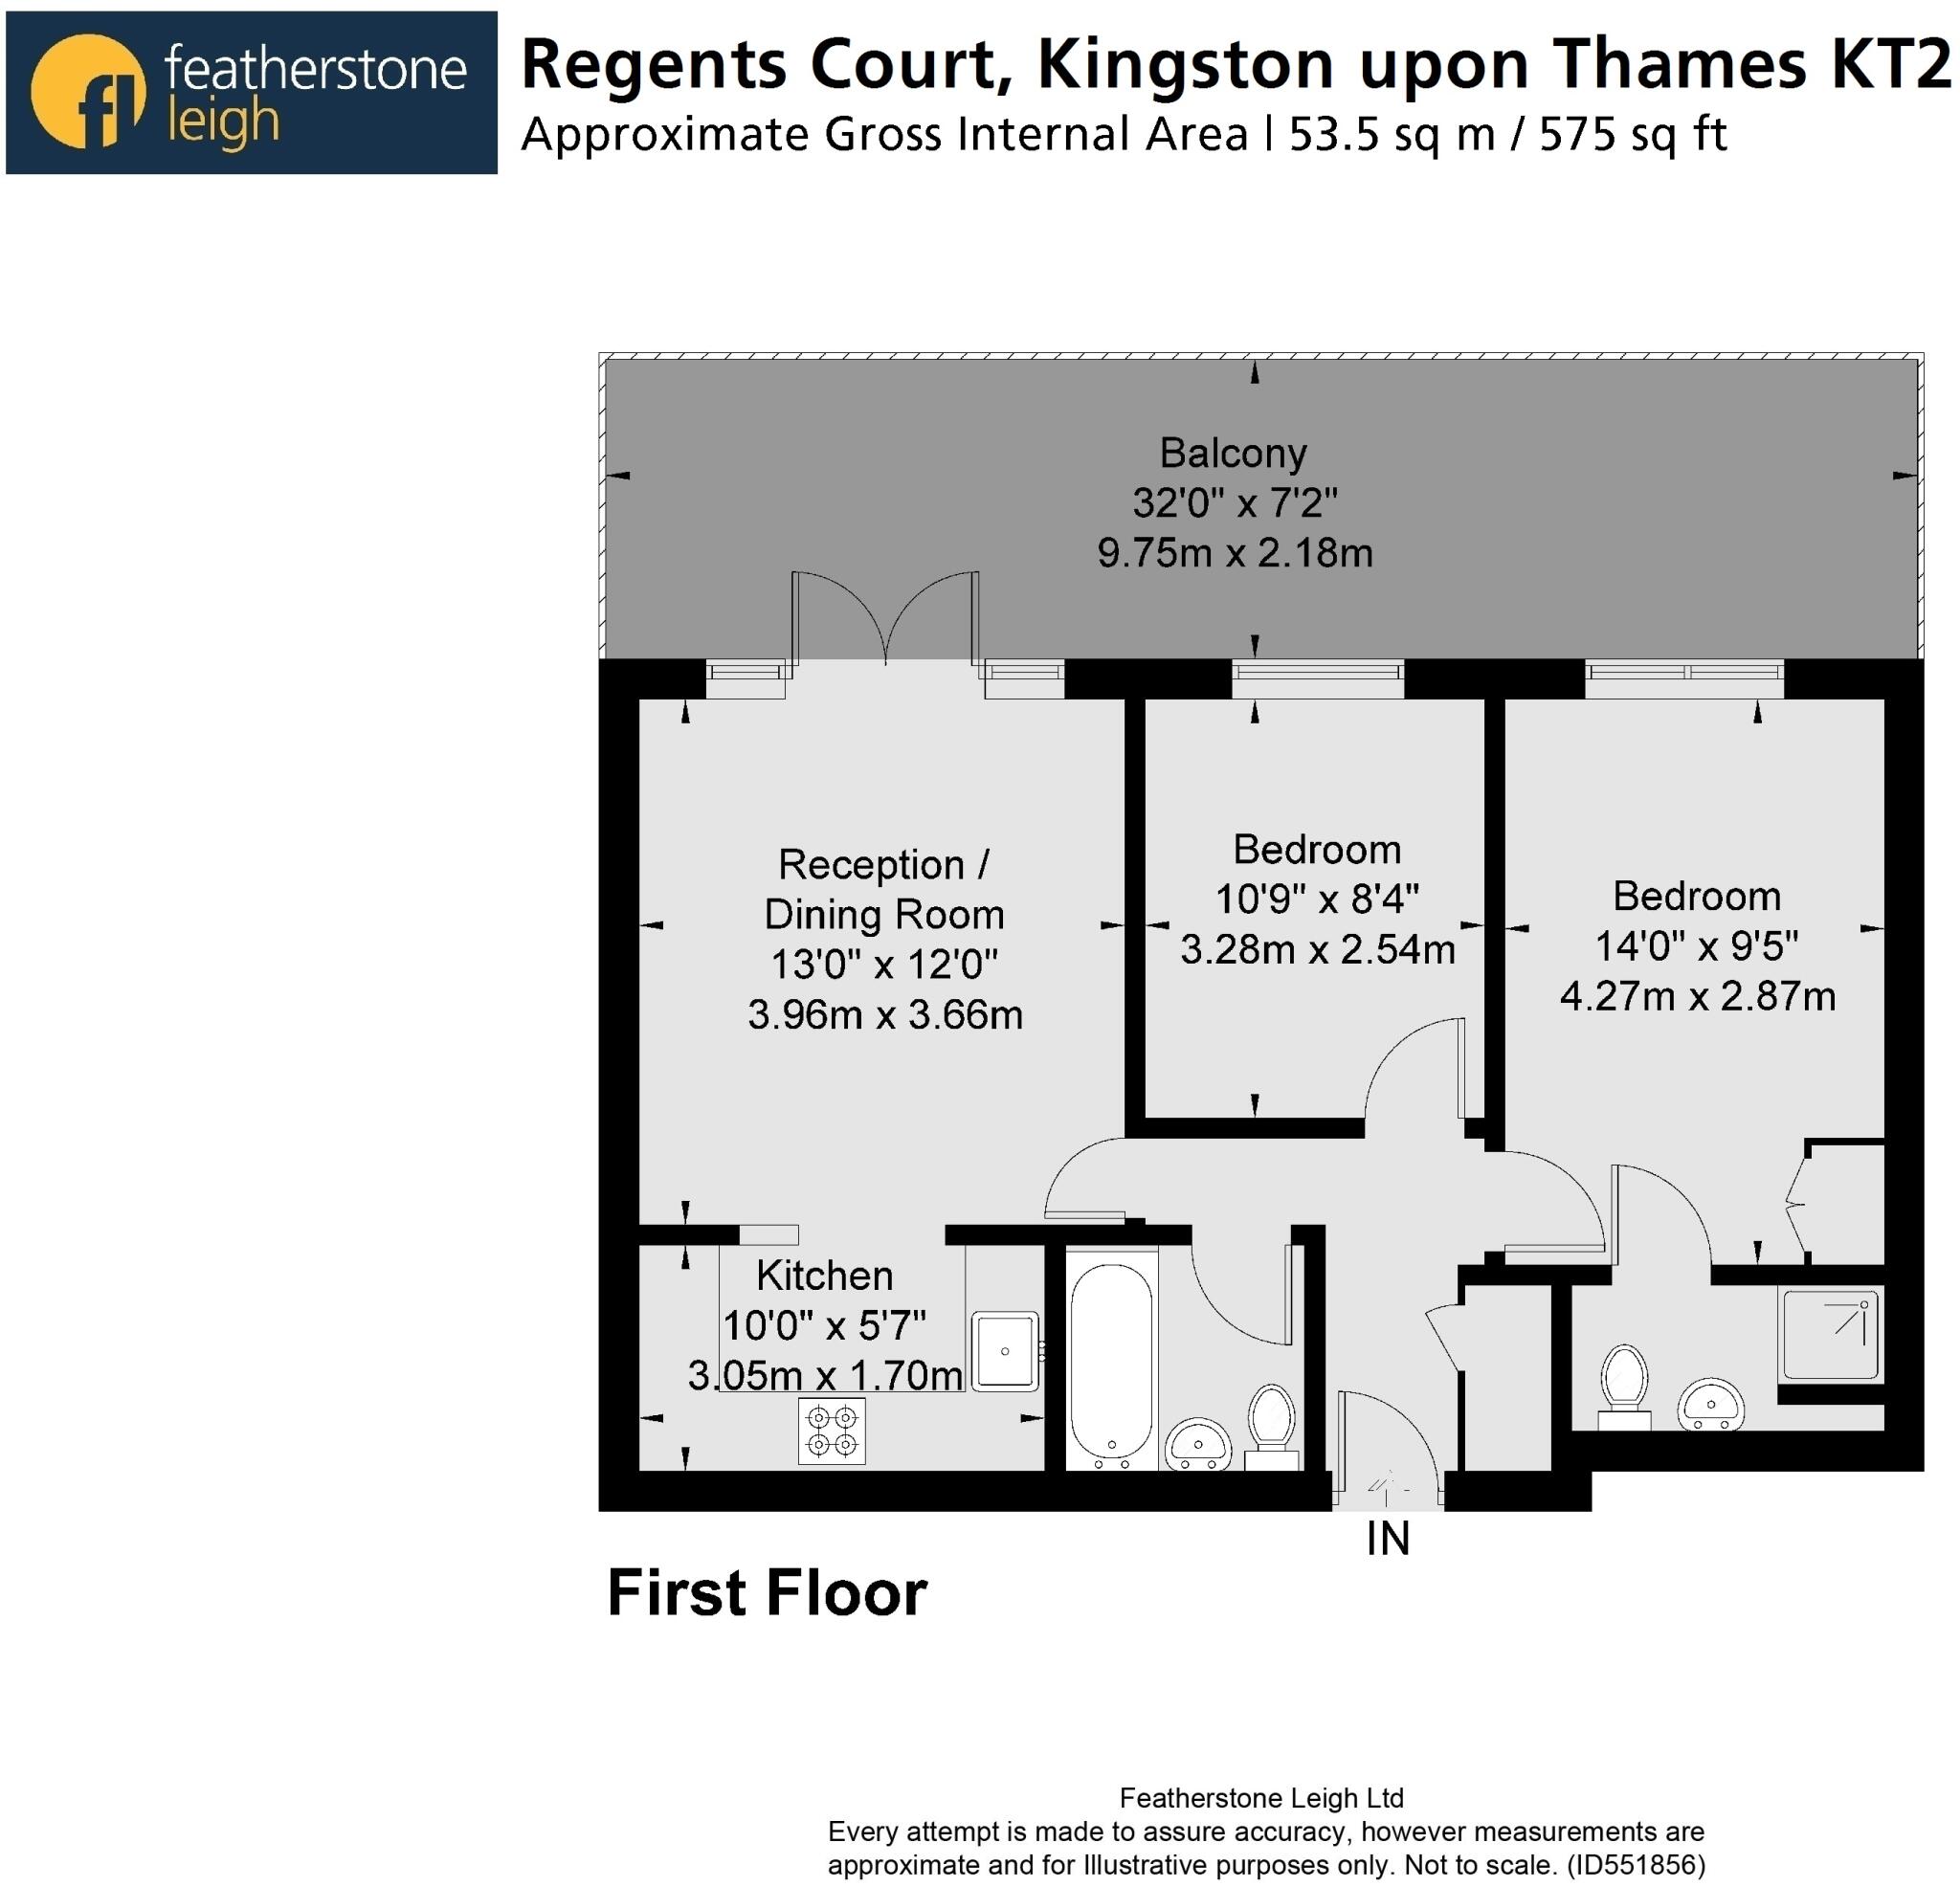 featherstone
leigh
Regents Court, Kingston upon Thames KT2
Approximate Gross Internal Area | 53.5 sq m / 575 sq ft
Balcony
32'0" x 7'2"
9.75m x 2.18m
Reception /
Dining Room
13'0" x 12'0"
3.96m x 3.66m
Bedroom
10'9" x 8'4"
3.28m x 2.54m
Bedroom
14'0" x 9'5"
4.27m x 2.87m
Kitchen
10'0" x 5'7"
3.05m x 1.70m
IN
First Floor
Featherstone Leigh Ltd
Every attempt is made to assure accuracy, however measurements are
approximate and for Illustrative purposes only. Not to scale. (ID551856)